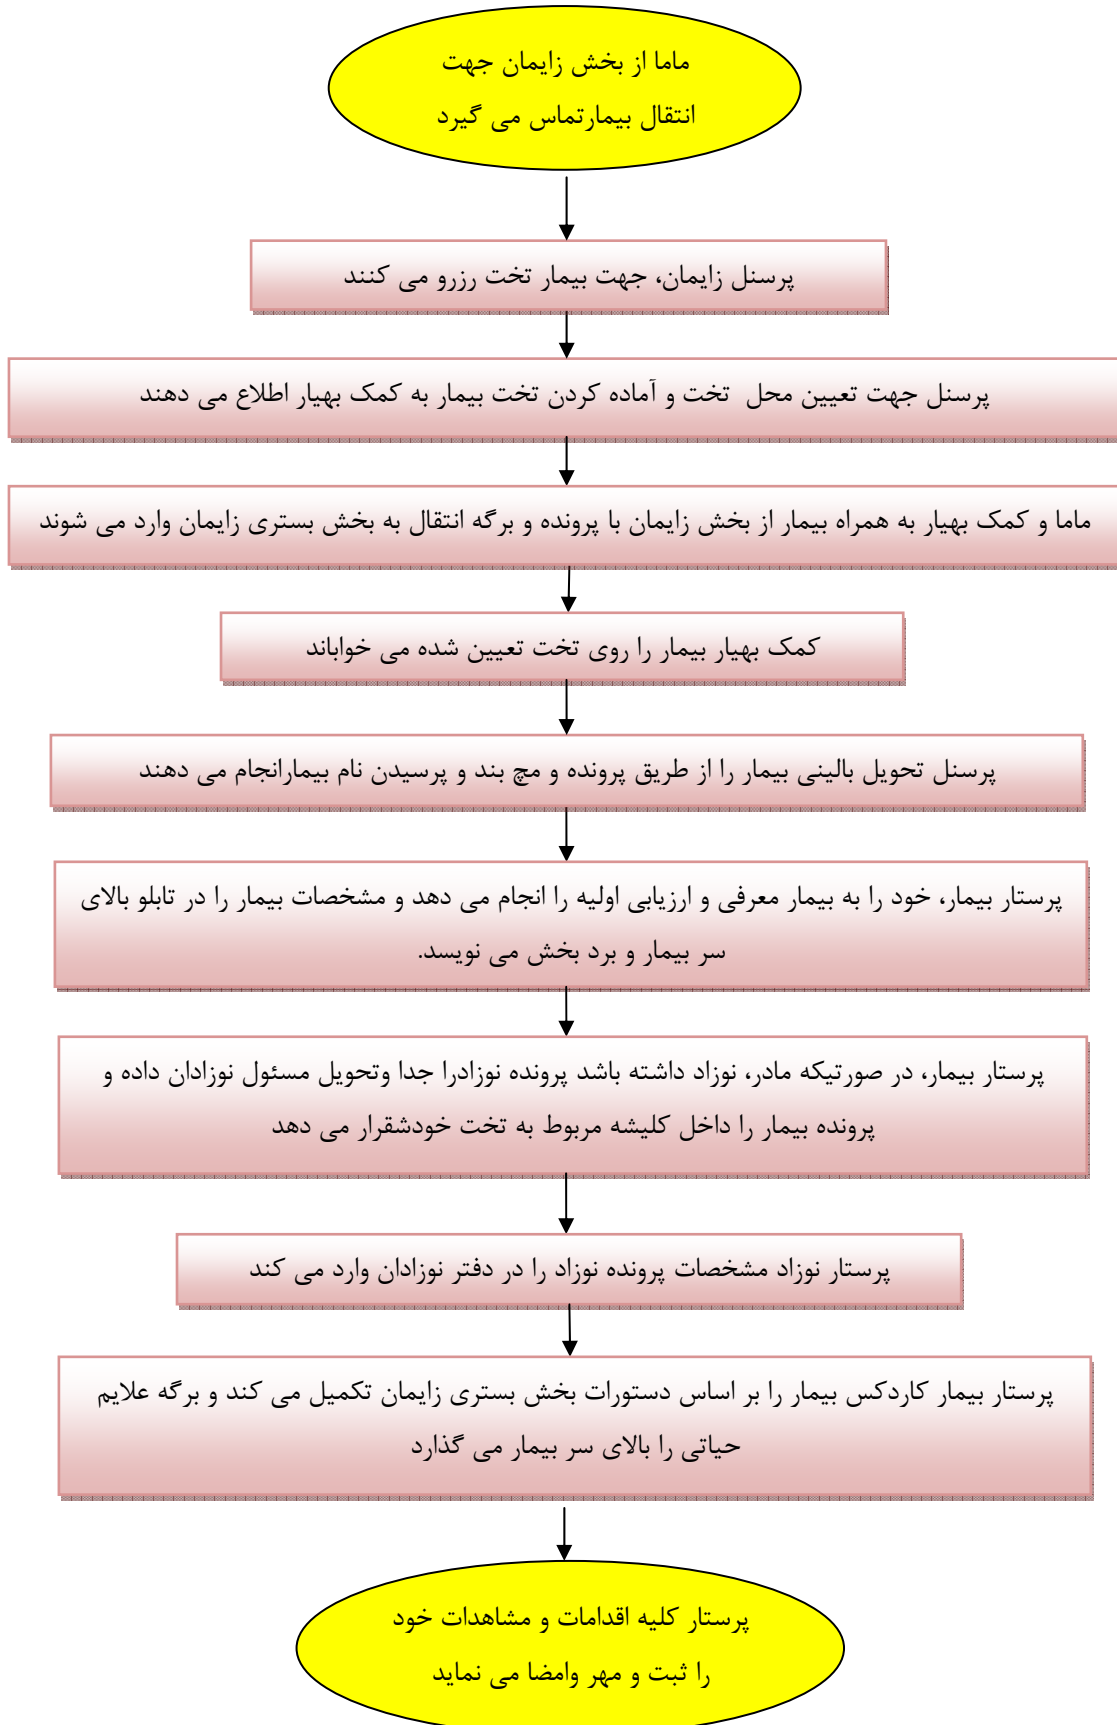 ماما از بخش زایمان جهت
انتقال بیمارتماس می گیرد
پرسنل زایمان، جهت بیمار تخت رزرو می کنند
پرسنل جهت تعیین محل تخت و آماده کردن تخت بیمار به کمک بهیار اطلاع می دهند
ماما و کمک بهیار به همراه بیمار از بخش زایمان با پرونده و برگه انتقال به بخش بستری زایمان وارد می شوند
کمک بهیار بیمار را روی تخت تعیین شده می خواباند
پرسنل تحویل بالینی بیمار را از طریق پرونده و مچ بند و پرسیدن نام بیمارانجام می دهند
پرستار بیمار، خود را به بیمار معرفی و ارزیابی اولیه را انجام می دهد و مشخصات بیمار را در تابلو بالای
سر بیمار و برد بخش می نویسد.
پرستار بیمار، در صورتیکه مادر، نوزاد داشته باشد پرونده نوزادرا جدا وتحویل مسئول نوزادان داده و
پرونده بیمار را داخل کلیشه مربوط به تخت خودشقرار می دهد
پرستار نوزاد مشخصات پرونده نوزاد را در دفتر نوزادان وارد می کند
پرستار بیمار کاردکس بیمار را بر اساس دستورات بخش بستری زایمان تکمیل می کند و برگه علایم
حیاتی را بالای سر بیمار می گذارد
پرستار کلیه اقدامات و مشاهدات خود
را ثبت و مهر وامضا می نماید